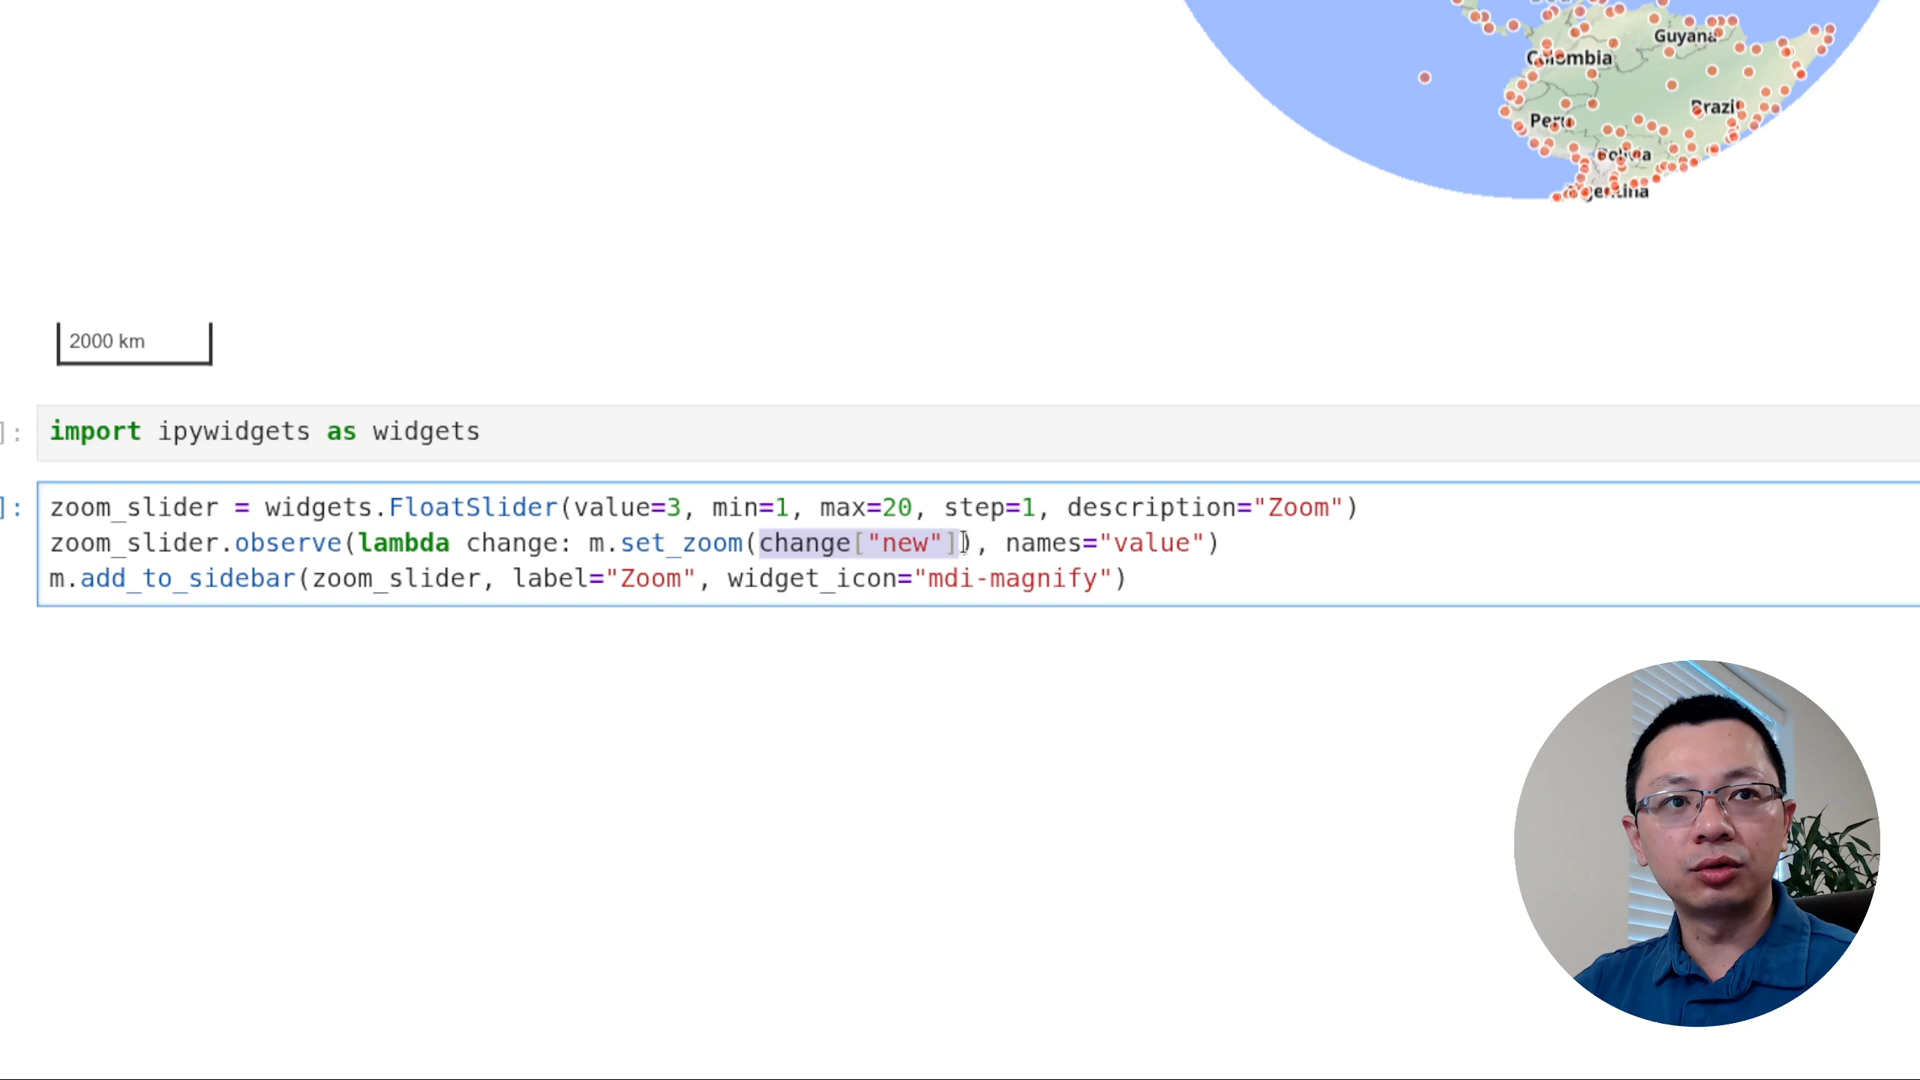 Guyana
Colombia
Brazil
Peru
Bolivia
Argentina
2000 km
]:
import ipywidgets as widgets
]:
zoom_slider = widgets.FloatSlider(value=3, min=1, max=20, step=1, description="Zoom")
zoom_slider.observe(lambda change: m.set_zoom(change["new"]), names="value")
m.add_to_sidebar(zoom_slider, label="Zoom", widget_icon="mdi-magnify")